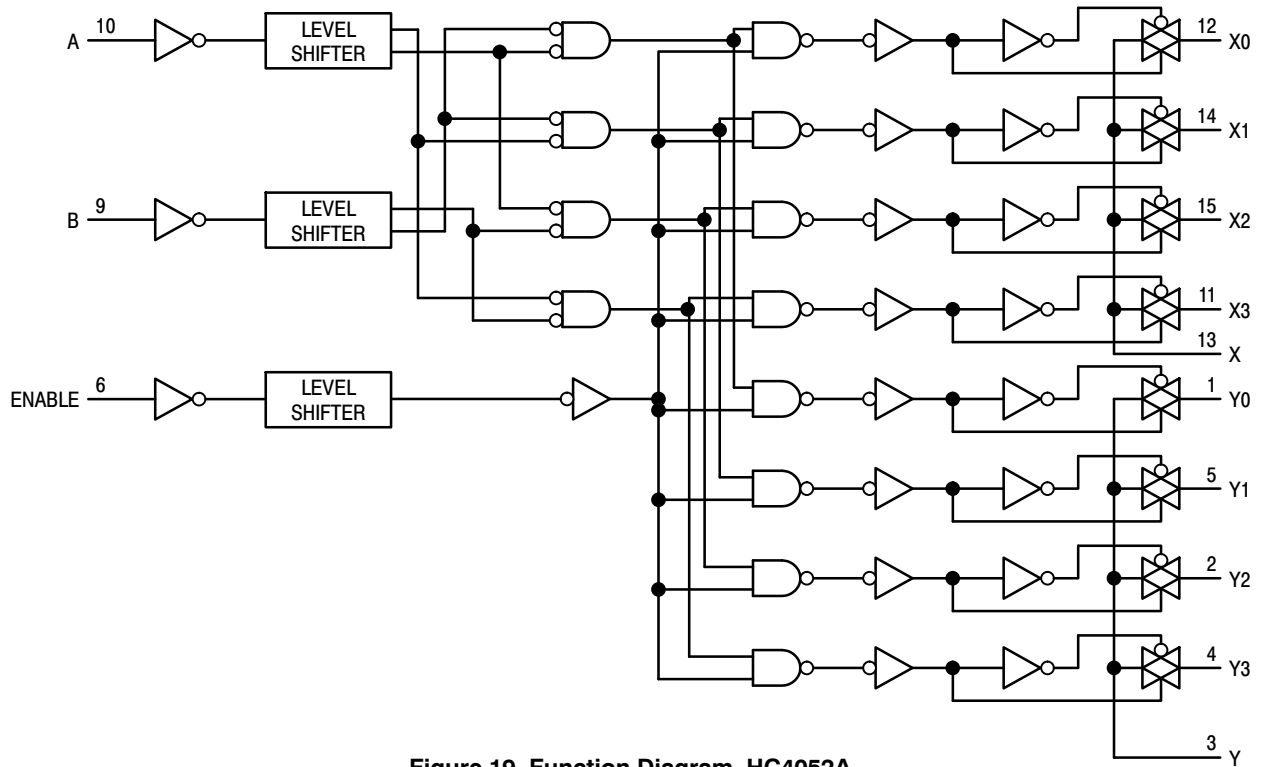 A 10 LEVEL SHIFTER 12 X0
14 X1
B 9 LEVEL SHIFTER 15 X2
11 X3
13 X
ENABLE 6 LEVEL SHIFTER 1 Y0
5 Y1
2 Y2
4 Y3
3 Y
Figure 19. Function Diagram, HC4052A